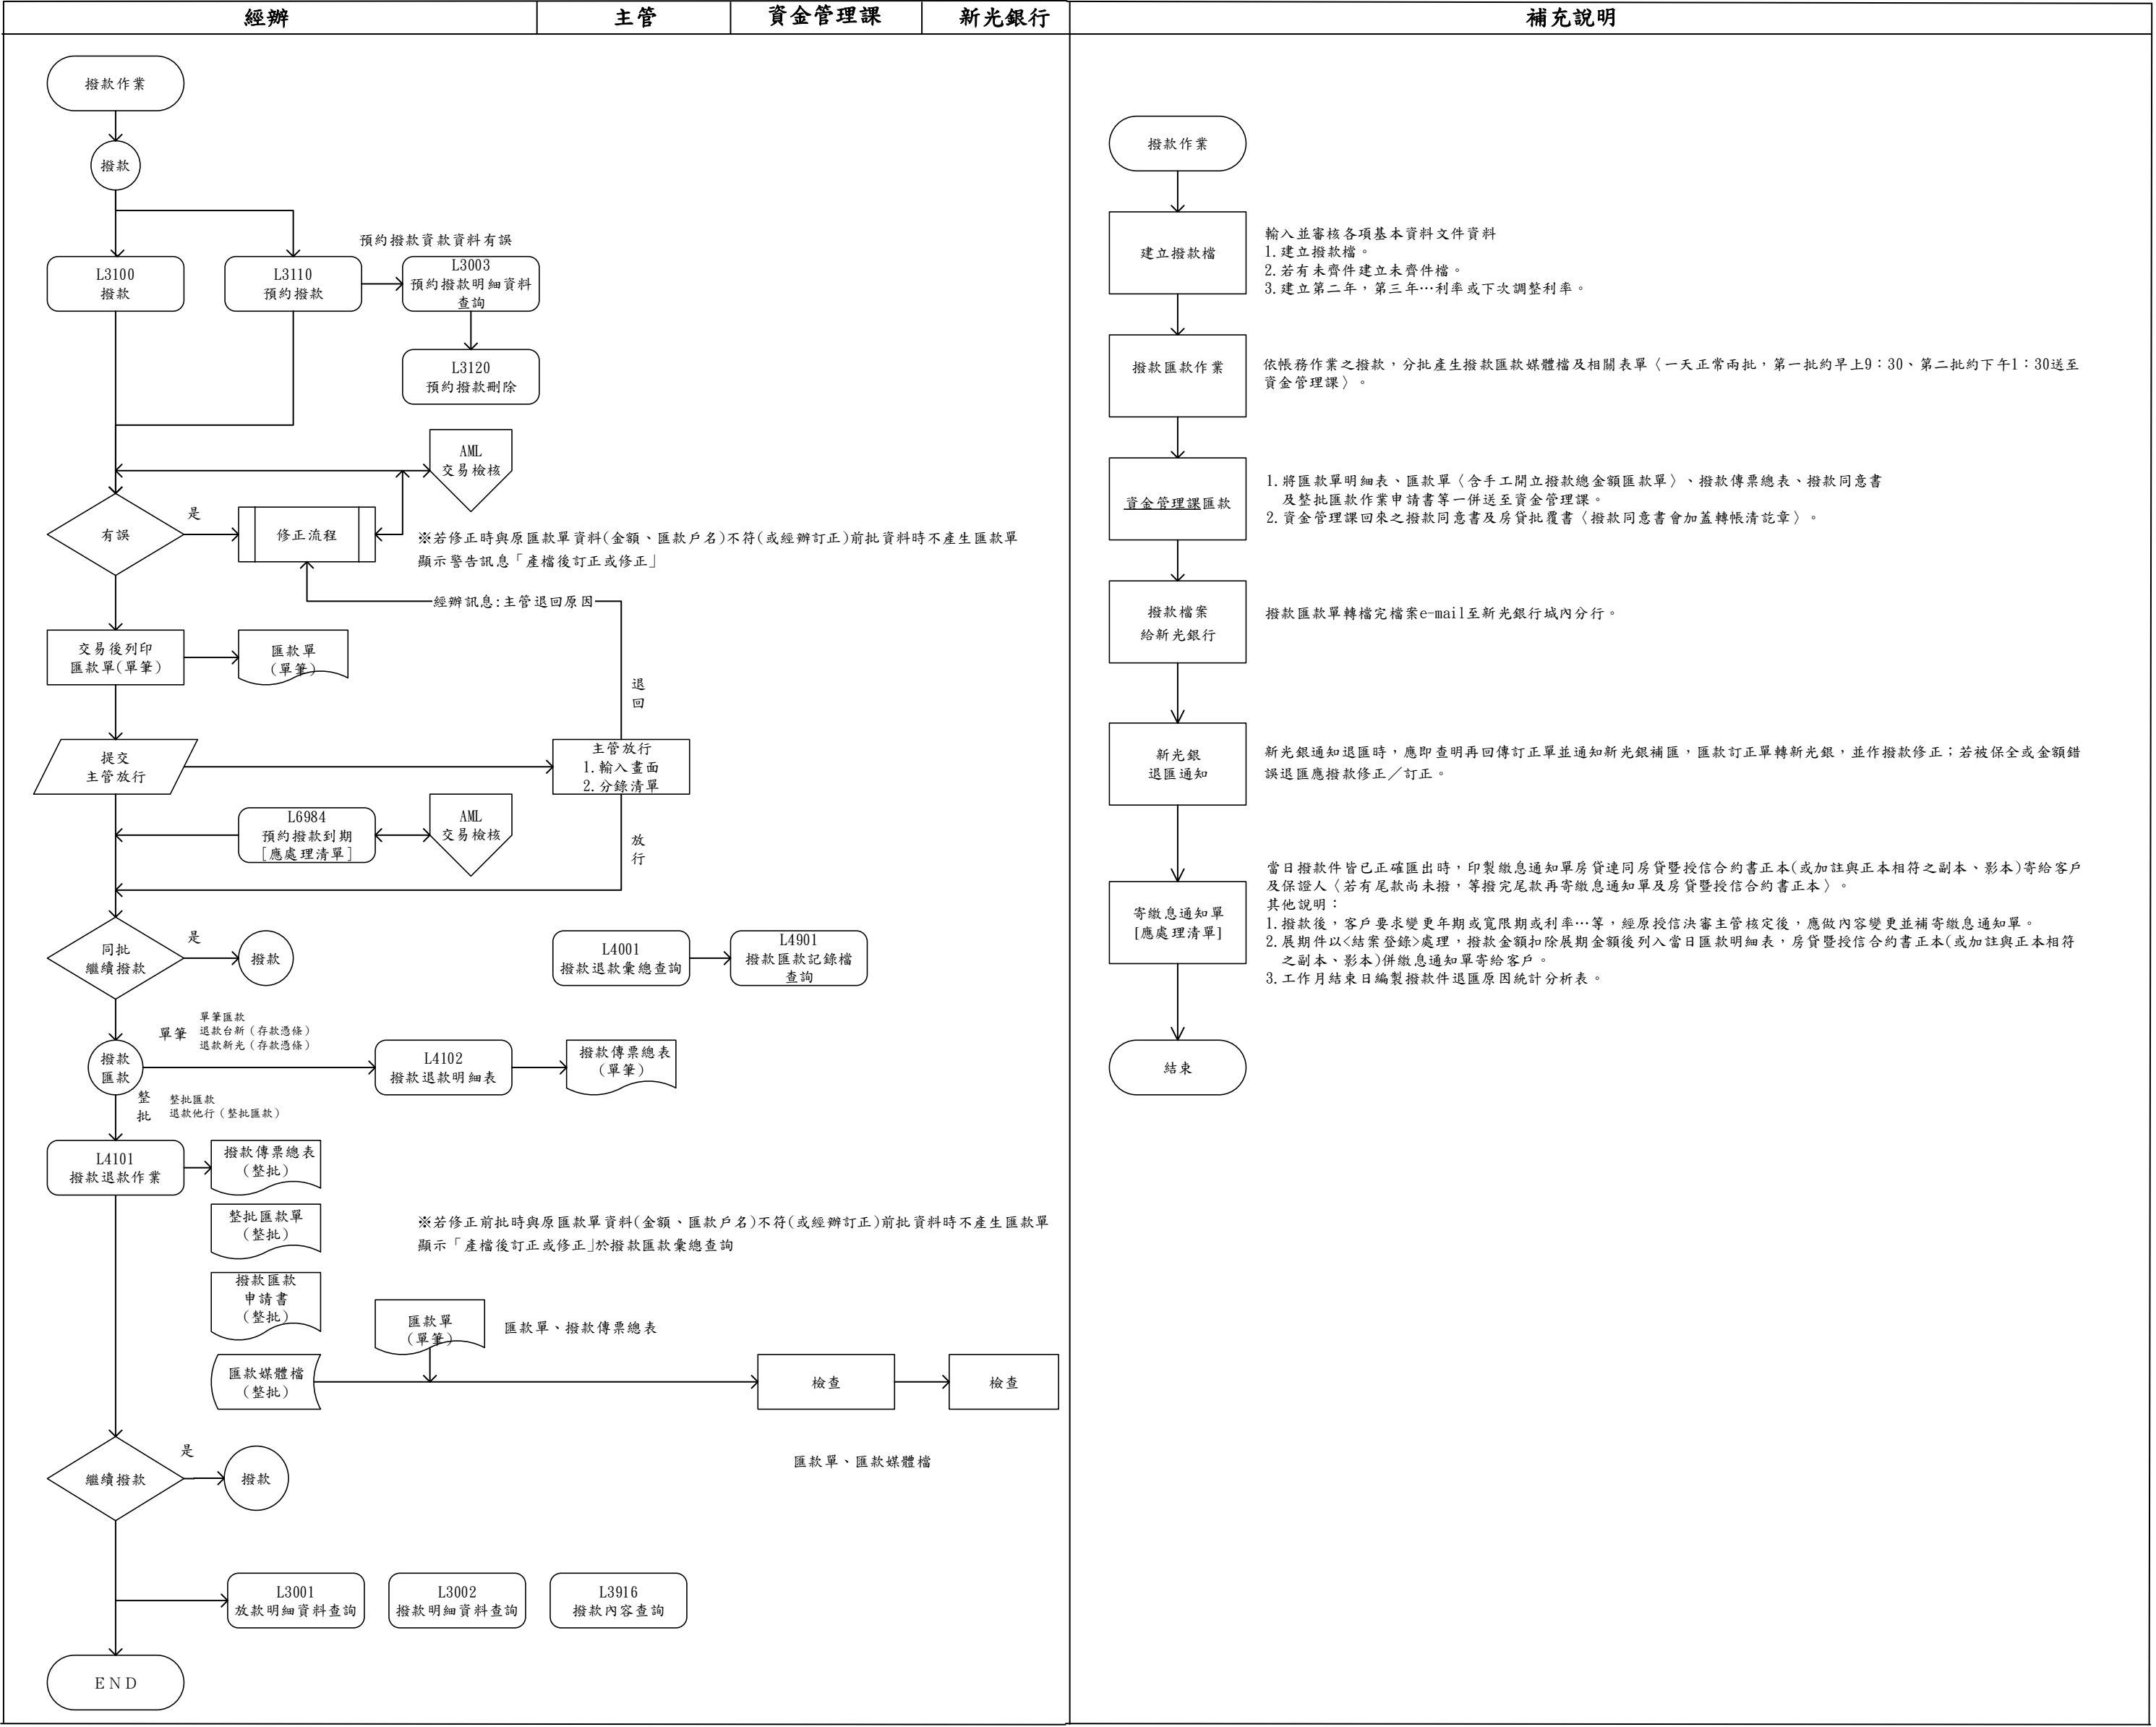 經辦
主管
資金管理課
新光銀行
補充說明
撥款作業
撥款
預約撥款資款資料有誤
L3100
撥款
L3110
預約撥款
L3003
預約撥款明細資料
查詢
L3120
預約撥款刪除
AML
交易檢核
有誤
是
修正流程
※若修正時與原匯款單資料(金額、匯款戶名)不符(或經辦訂正)前批資料時不產生匯款單
顯示警告訊息「產檔後訂正或修正」
經辦訊息:主管退回原因
交易後列印
匯款單(單筆)
匯款單
(單筆)
退
回
提交
主管放行
主管放行
1.輸入畫面
2.分錄清單
L6984
預約撥款到期
[應處理清單]
AML
交易檢核
放
行
同批
繼續撥款
是
撥款
L4001
撥款退款彙總查詢
L4901
撥款匯款記錄檔
查詢
單筆
單筆匯款
退款台新（存款憑條）
退款新光（存款憑條）
撥款
匯款
L4102
撥款退款明細表
撥款傳票總表
(單筆)
整
批
整批匯款
退款他行（整批匯款）
L4101
撥款退款作業
撥款傳票總表
(整批)
整批匯款單
(整批)
※若修正前批時與原匯款單資料(金額、匯款戶名)不符(或經辦訂正)前批資料時不產生匯款單
顯示「產檔後訂正或修正」於撥款匯款彙總查詢
撥款匯款
申請書
(整批)
匯款單
(單筆)
匯款單、撥款傳票總表
匯款媒體檔
(整批)
檢查
檢查
繼續撥款
是
撥款
匯款單、匯款媒體檔
L3001
放款明細資料查詢
L3002
撥款明細資料查詢
L3916
撥款內容查詢
ＥＮＤ
撥款作業
建立撥款檔
輸入並審核各項基本資料文件資料
1.建立撥款檔。
2.若有未齊件建立未齊件檔。
3.建立第二年，第三年…利率或下次調整利率。
撥款匯款作業
依帳務作業之撥款，分批產生撥款匯款媒體檔及相關表單〈一天正常兩批，第一批約早上9：30、第二批約下午1：30送至
資金管理課〉。
資金管理課匯款
1.將匯款單明細表、匯款單〈含手工開立撥款總金額匯款單〉、撥款傳票總表、撥款同意書
及整批匯款作業申請書等一併送至資金管理課。
2.資金管理課回來之撥款同意書及房貸批覆書〈撥款同意書會加蓋轉帳清訖章〉。
撥款檔案
給新光銀行
撥款匯款單轉檔完檔案e-mail至新光銀行城內分行。
新光銀
退匯通知
新光銀通知退匯時，應即查明再回傳訂正單並通知新光銀補匯，匯款訂正單轉新光銀，並作撥款修正；若被保全或金額錯
誤退匯應撥款修正／訂正。
寄繳息通知單
[應處理清單]
當日撥款件皆已正確匯出時，印製繳息通知單房貸連同房貸暨授信合約書正本(或加註與正本相符之副本、影本)寄給客戶
及保證人〈若有尾款尚未撥，等撥完尾款再寄繳息通知單及房貸暨授信合約書正本〉。
其他說明：
1.撥款後，客戶要求變更年期或寬限期或利率…等，經原授信決審主管核定後，應做內容變更並補寄繳息通知單。
2.展期件以<結案登錄>處理，撥款金額扣除展期金額後列入當日匯款明細表，房貸暨授信合約書正本(或加註與正本相符
之副本、影本)併繳息通知單寄給客戶。
3.工作月結束日編製撥款件退匯原因統計分析表。
結束